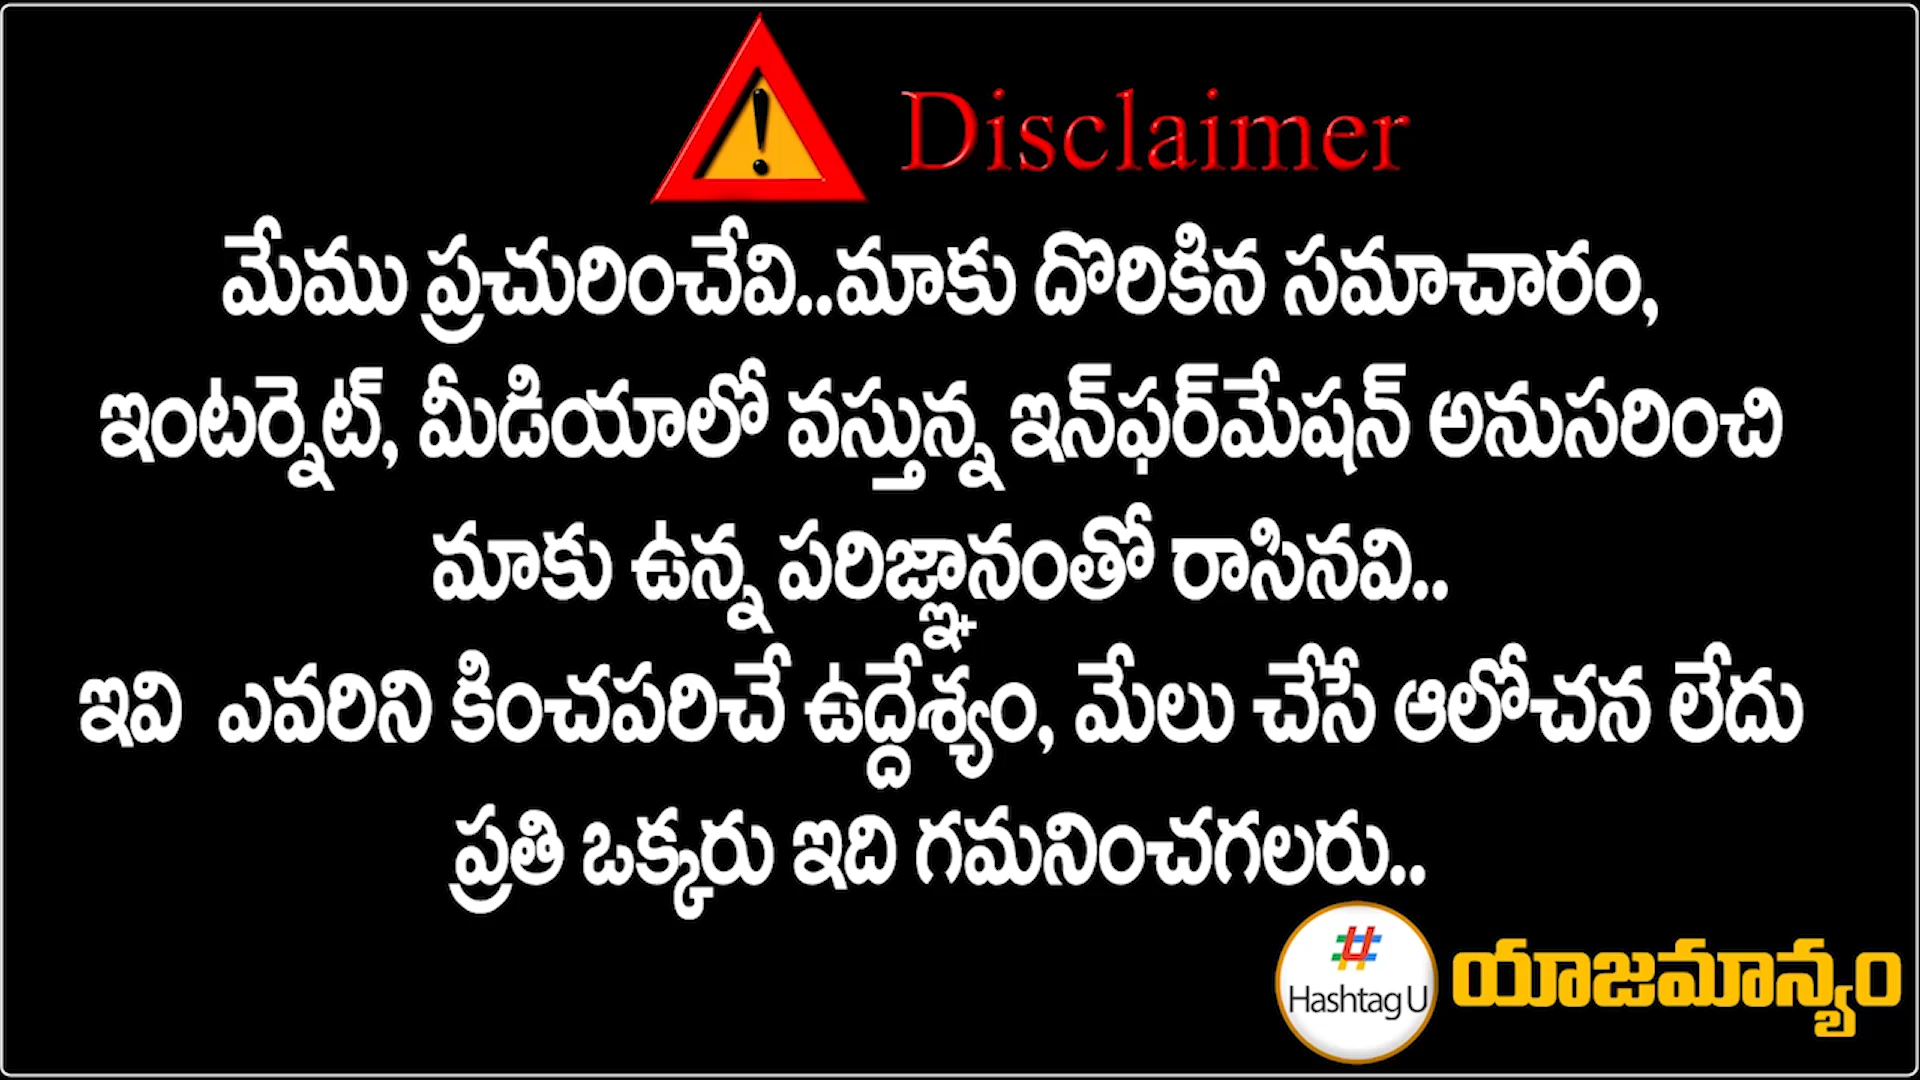 Disclaimer
మేము ప్రచురించేవి..మాకు దొరికిన సమాచారం,
ఇంటర్నెట్, మీడియాలో వస్తున్న ఇన్‌ఫర్‌మేషన్ అనుసరించి
మాకు ఉన్న పరిజ్ఞానంతో రాసినవి..
ఇవి ఎవరిని కించపరిచే ఉద్దేశ్యం, మేలు చేసే ఆలోచన లేదు
ప్రతి ఒక్కరు ఇది గమనించగలరు..
Hashtag U యాజమాన్యం